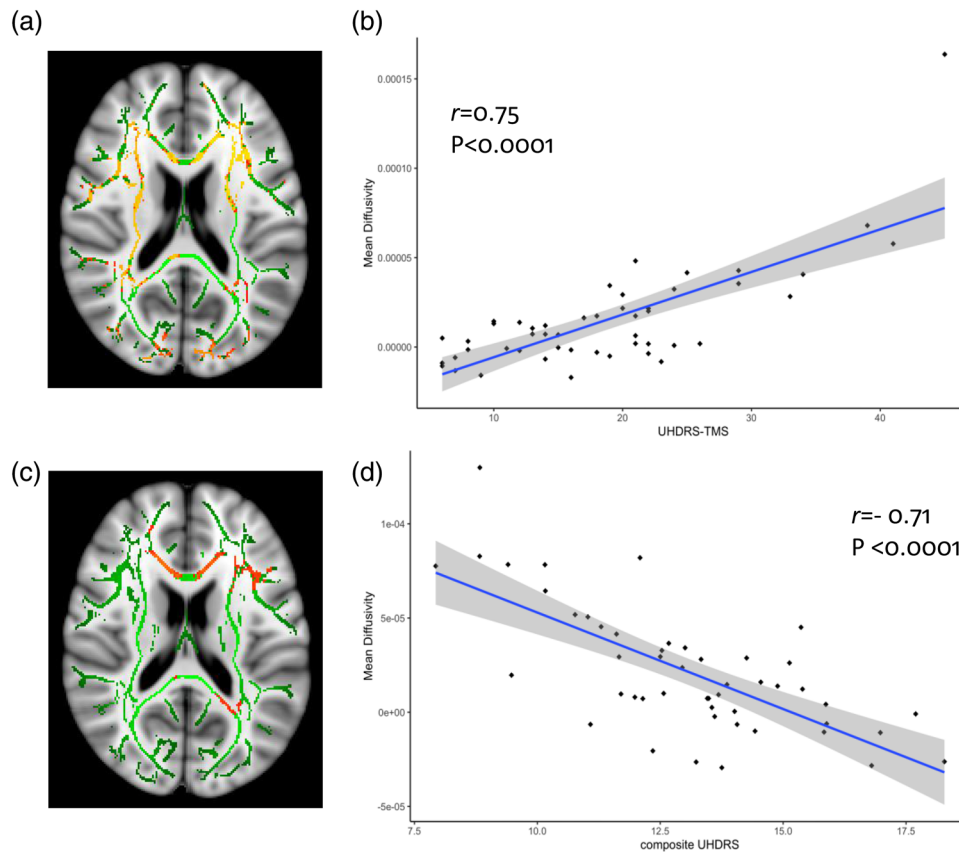 (a)
(b)
r=0.75
P<0.0001
Mean Diffusivity
0.00015
0.00010
0.00005
0.00000
10 20 30 40
UHDRS-TMS
(c)
(d)
r=- 0.71
P <0.0001
Mean Diffusivity
1e-04
5e-05
0e+00
-5e-05
7.5 10.0 12.5 15.0 17.5
composite UHDRS